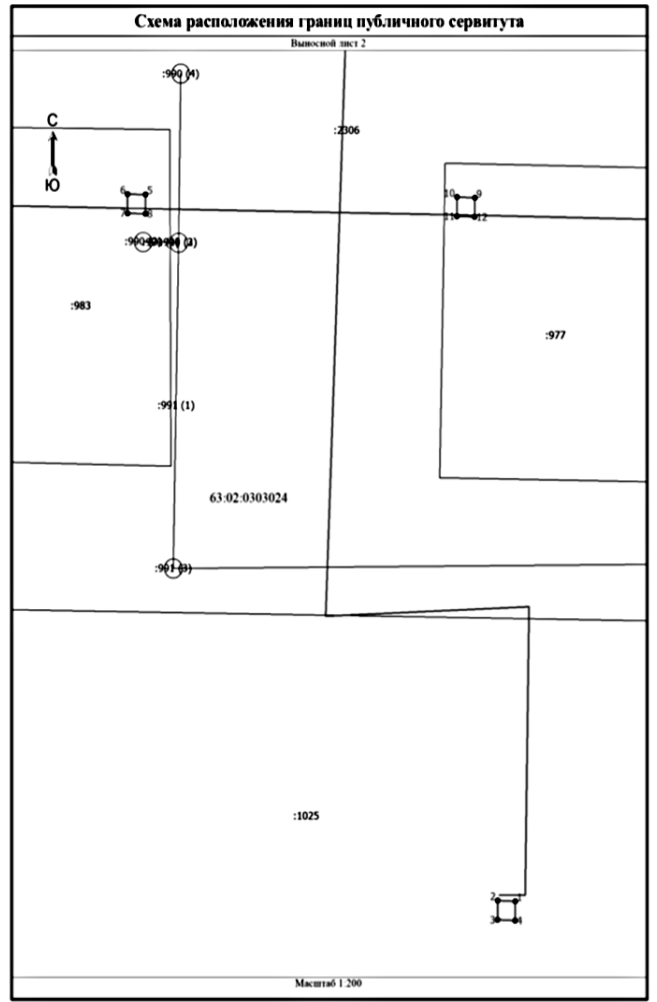 Схема расположения границ публичного сервитута
Выносной лист 2
:990 (4)
С
Ю
:2306
6 5
7 8
10 9
11 12
:983
:977
:991 (1)
63:02:0303024
:991 (3)
:1025
2 1
3 4
Масштаб 1:200